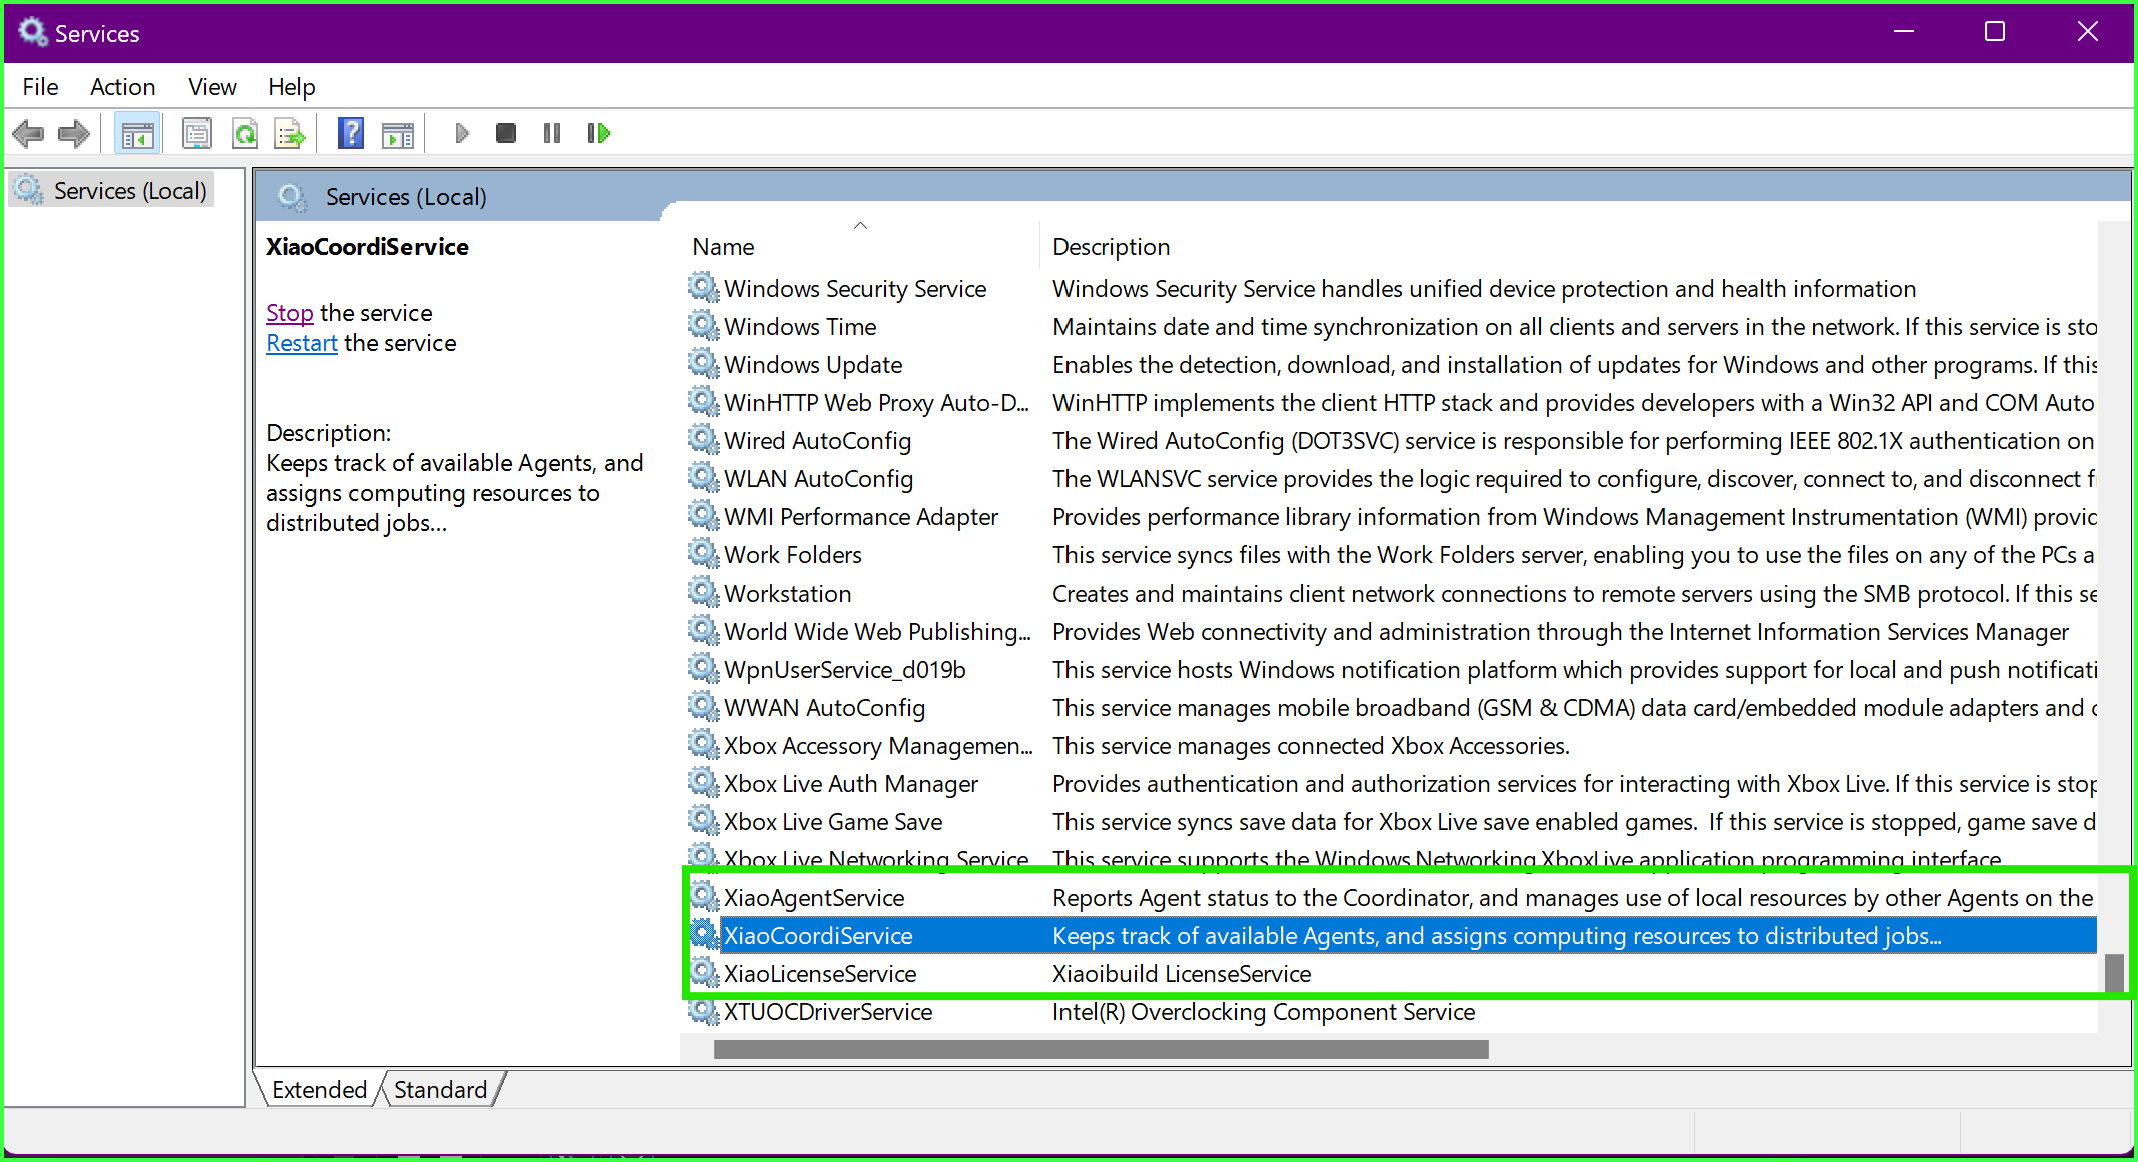 Services
File Action View Help
Services (Local)
Services (Local)
XiaoCoordiService
Stop the service
Restart the service
Description:
Keeps track of available Agents, and
assigns computing resources to
distributed jobs...
Name Description
Windows Security Service Windows Security Service handles unified device protection and health information
Windows Time Maintains date and time synchronization on all clients and servers in the network. If this service is sto
Windows Update Enables the detection, download, and installation of updates for Windows and other programs. If this
WinHTTP Web Proxy Auto-D... WinHTTP implements the client HTTP stack and provides developers with a Win32 API and COM Auto
Wired AutoConfig The Wired AutoConfig (DOT3SVC) service is responsible for performing IEEE 802.1X authentication on
WLAN AutoConfig The WLANSVC service provides the logic required to configure, discover, connect to, and disconnect f
WMI Performance Adapter Provides performance library information from Windows Management Instrumentation (WMI) provid
Work Folders This service syncs files with the Work Folders server, enabling you to use the files on any of the PCs a
Workstation Creates and maintains client network connections to remote servers using the SMB protocol. If this se
World Wide Web Publishing... Provides Web connectivity and administration through the Internet Information Services Manager
WpnUserService_d019b This service hosts Windows notification platform which provides support for local and push notificati
WWAN AutoConfig This service manages mobile broadband (GSM & CDMA) data card/embedded module adapters and c
Xbox Accessory Managemen... This service manages connected Xbox Accessories.
Xbox Live Auth Manager Provides authentication and authorization services for interacting with Xbox Live. If this service is stop
Xbox Live Game Save This service syncs save data for Xbox Live save enabled games. If this service is stopped, game save d
Xbox Live Networking Service This service supports the Windows Networking XboxLive application programming interface.
XiaoAgentService Reports Agent status to the Coordinator, and manages use of local resources by other Agents on the
XiaoCoordiService Keeps track of available Agents, and assigns computing resources to distributed jobs...
XiaoLicenseService Xiaoibuild LicenseService
XTUOCDriverService Intel(R) Overclocking Component Service
Extended Standard